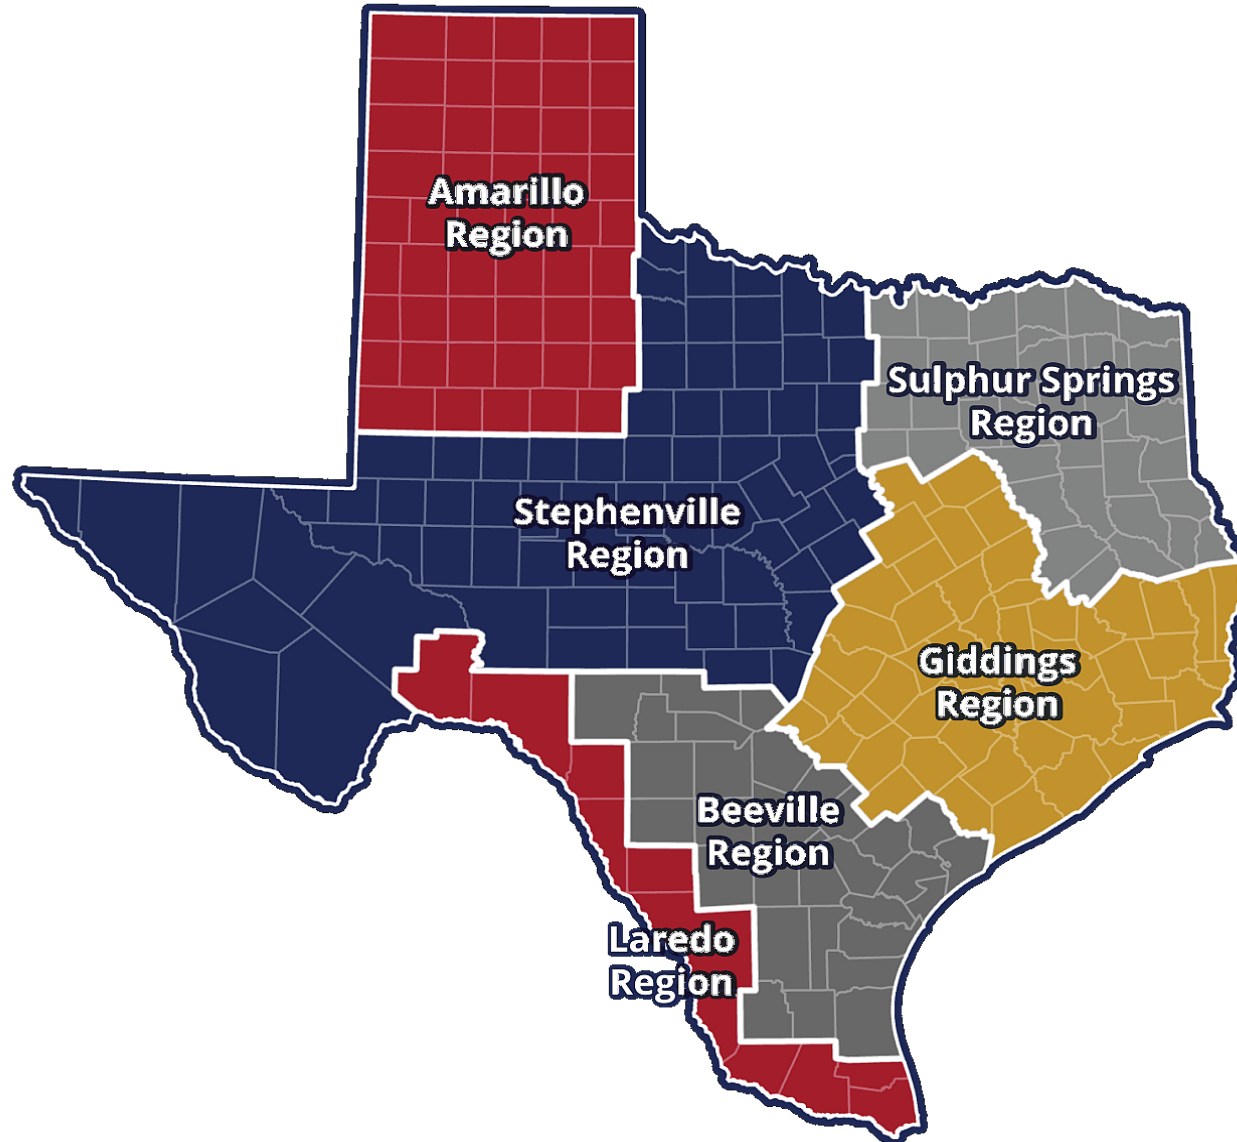 Amarillo
Region
Sulphur Springs
Region
Stephenville
Region
Giddings
Region
Beeville
Region
Laredo
Region